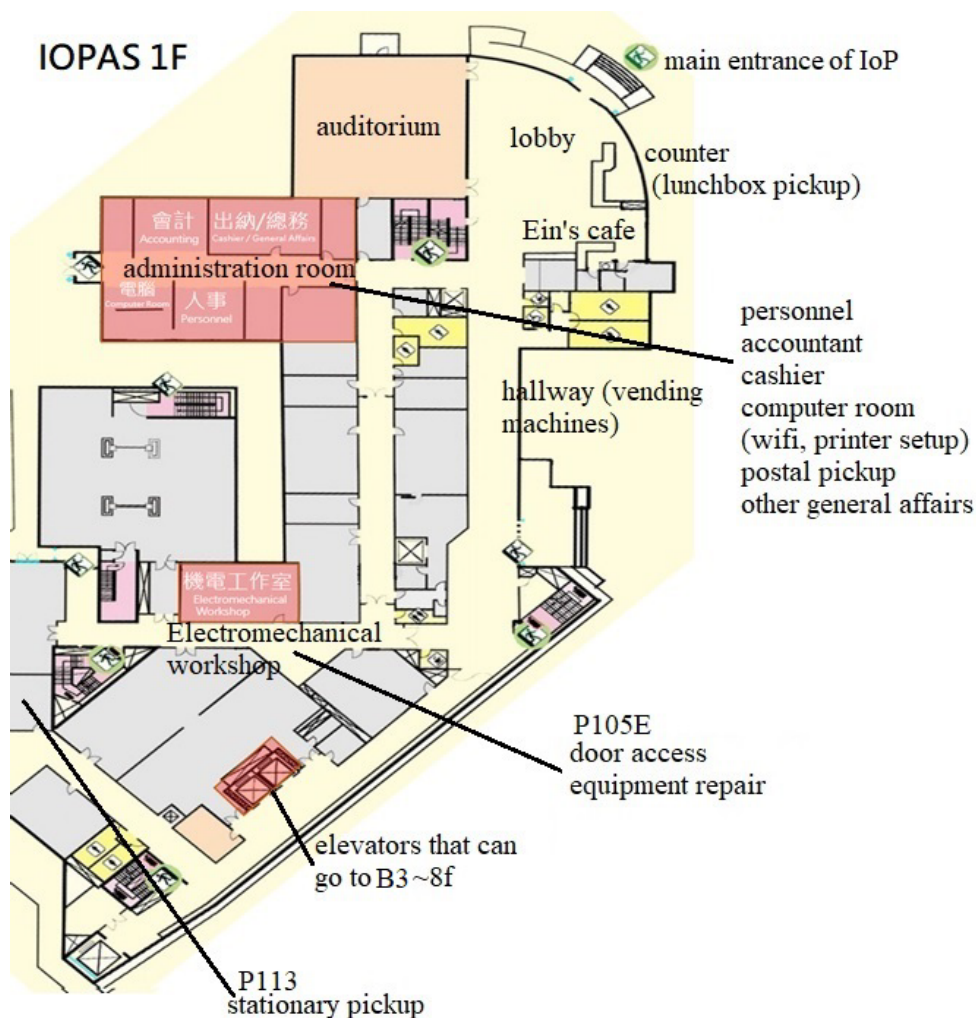 IOPAS 1F
main entrance of IoP
auditorium
lobby
counter
(lunchbox pickup)
會計
Accounting
出納/總務
Cashier / General Affairs
Ein's cafe
administration room
電腦
Computer Room
人事
Personnel
personnel
accountant
cashier
computer room
(wifi, printer setup)
postal pickup
other general affairs
hallway (vending
machines)
機電工作室
Electromechanical
Workshop
Electromechanical
workshop
P105E
door access
equipment repair
elevators that can
go to B3~8f
P113
stationary pickup